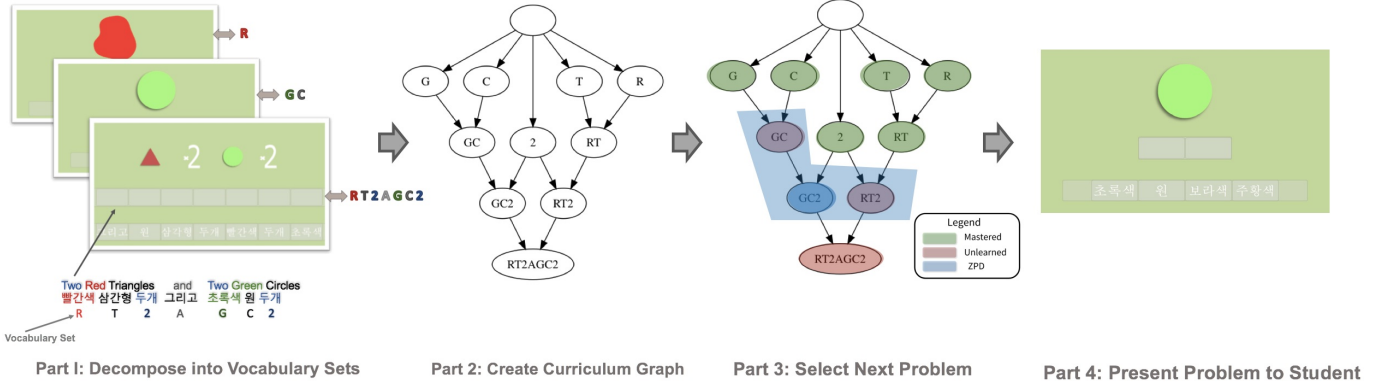 R
G C
-2 -2
R T 2 A G C 2
리고 원 삼각형 두개 빨간색 두개 초록색
Two Red Triangles and Two Green Circles
빨간색 삼간형 두개 그리고 초록색 원 두개
R T 2 A G C 2
Vocabulary Set
Part I: Decompose into Vocabulary Sets
G C T R
GC 2 RT
GC2 RT2
RT2AGC2
Part 2: Create Curriculum Graph
G C T R
GC 2 RT
GC2 RT2
RT2AGC2
Legend
Mastered
Unlearned
ZPD
Part 3: Select Next Problem
초록색 원 보라색 주황색
Part 4: Present Problem to Student